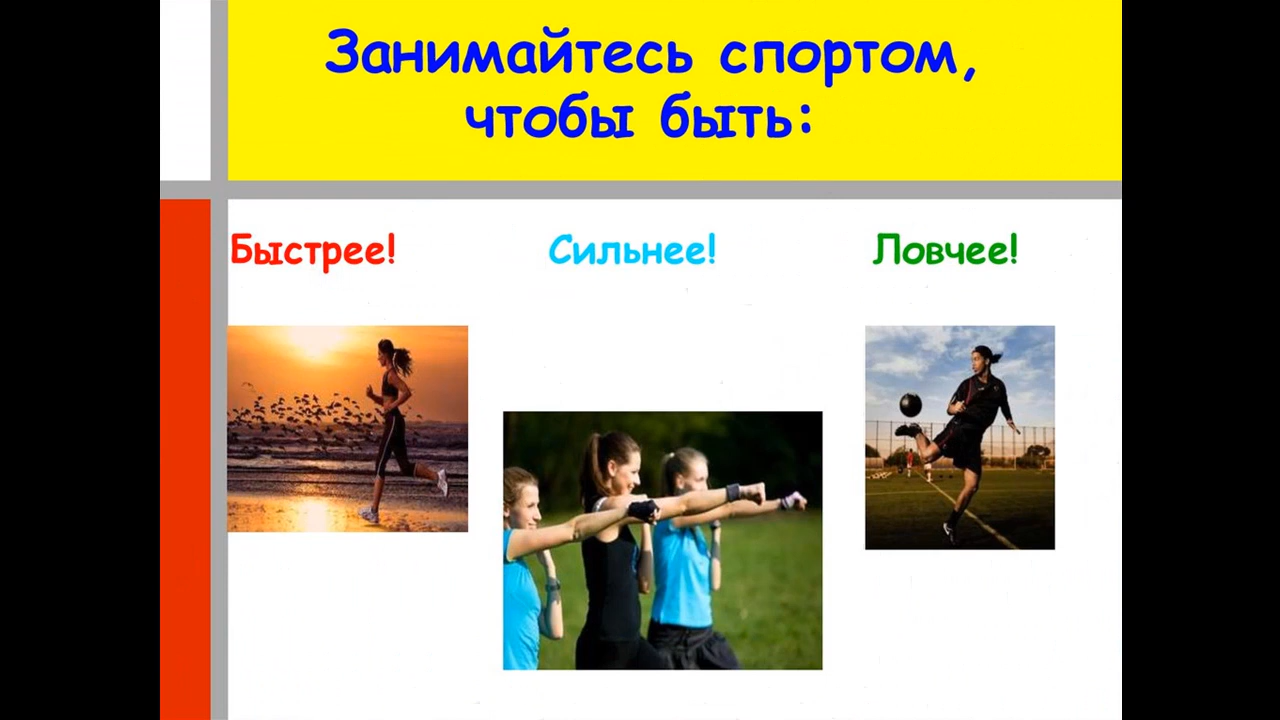 Занимайтесь спортом,
чтобы быть:
Быстрее!
Сильнее!
Ловчее!